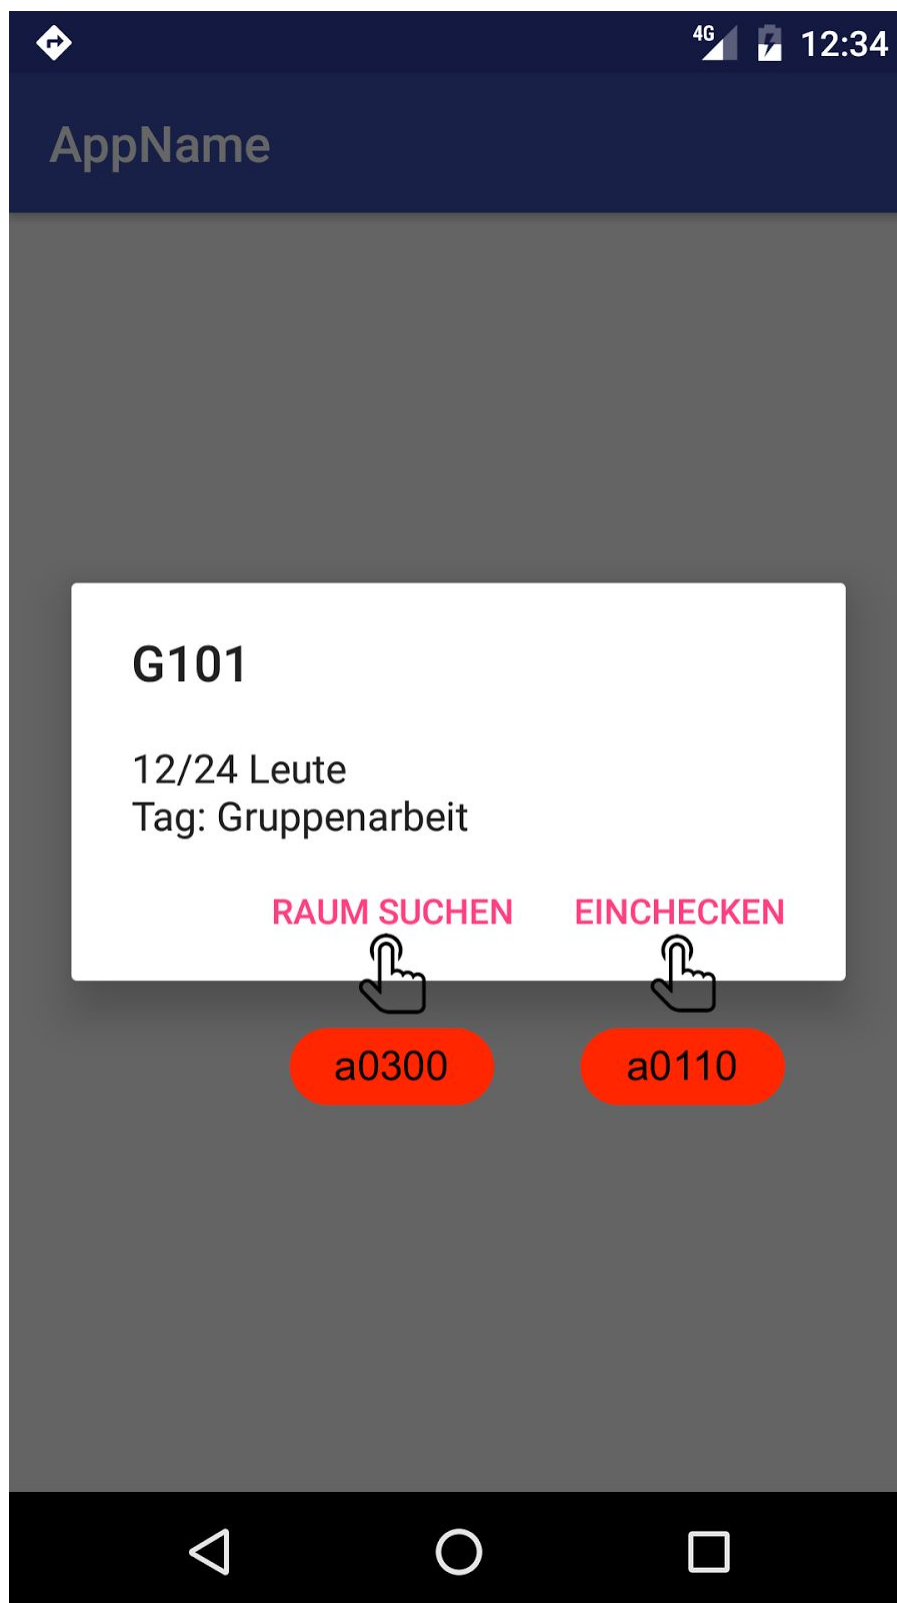 4G 12:34
AppName
G101
12/24 Leute
Tag: Gruppenarbeit
RAUM SUCHEN EINCHECKEN
a0300 a0110